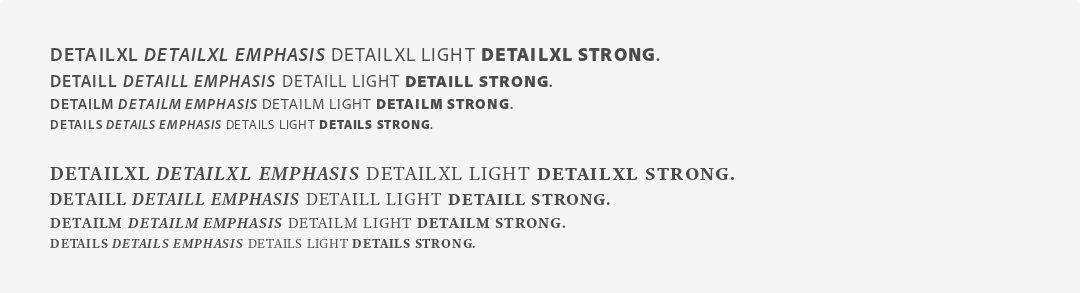 DETAILXL DETAILXL EMPHASIS DETAILXL LIGHT DETAILXL STRONG.
DETAILL DETAILL EMPHASIS DETAILL LIGHT DETAILL STRONG.
DETAILM DETAILM EMPHASIS DETAILM LIGHT DETAILM STRONG.
DETAILS DETAILS EMPHASIS DETAILS LIGHT DETAILS STRONG.
DETAILXL DETAILXL EMPHASIS DETAILXL LIGHT DETAILXL STRONG.
DETAILL DETAILL EMPHASIS DETAILL LIGHT DETAILL STRONG.
DETAILM DETAILM EMPHASIS DETAILM LIGHT DETAILM STRONG.
DETAILS DETAILS EMPHASIS DETAILS LIGHT DETAILS STRONG.